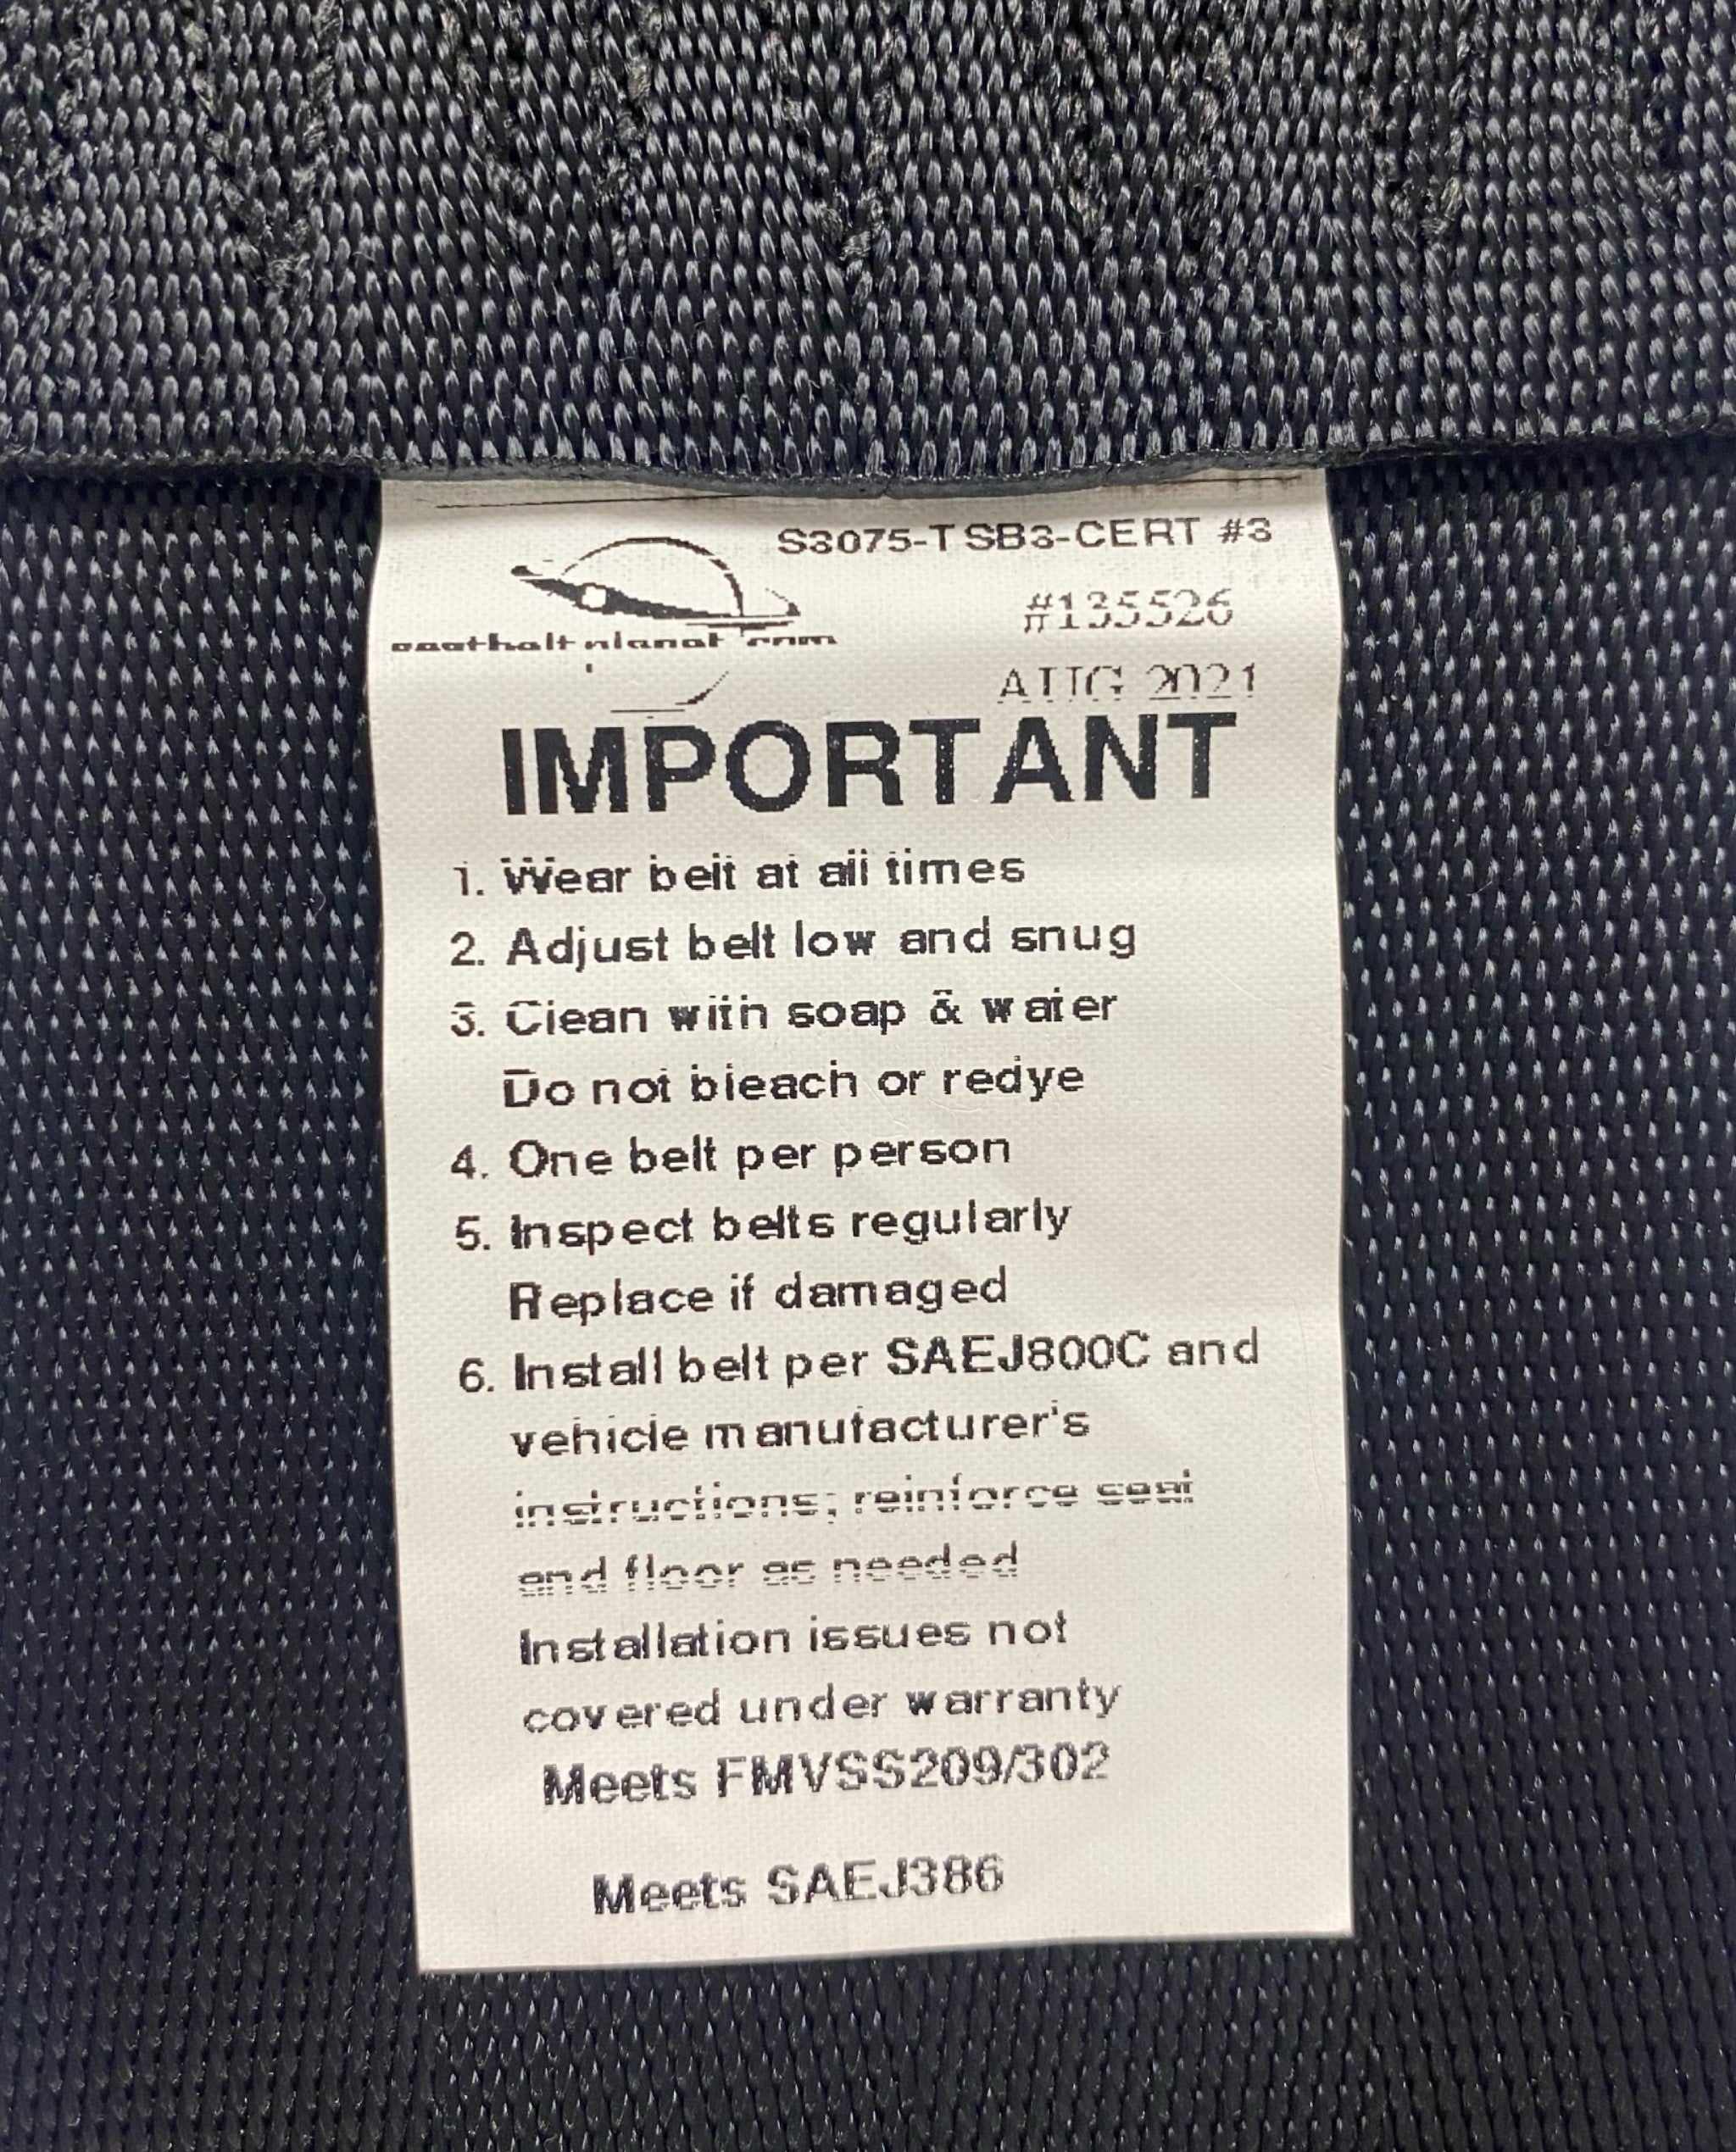 S3075-T SB3-CERT #3
#135526
seatbeltplanet.com
AUG 2021
IMPORTANT
1. Wear belt at all times
2. Adjust belt low and snug
3. Clean with soap & water
Do not bleach or redye
4. One belt per person
5. Inspect belts regularly
Replace if damaged
6. Install belt per SAEJ800C and
vehicle manufacturer's
instructions; reinforce seat
and floor as needed
Installation issues not
covered under warranty
Meets FMVSS209/302
Meets SAEJ386